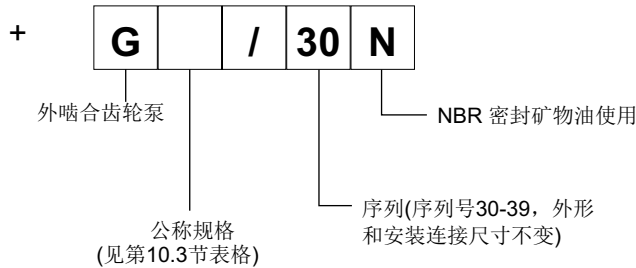 + G / 30 N
外啮合齿轮泵
NBR 密封矿物油使用
序列(序列号30-39，外形
和安装连接尺寸不变)
公称规格
(见第10.3节表格)